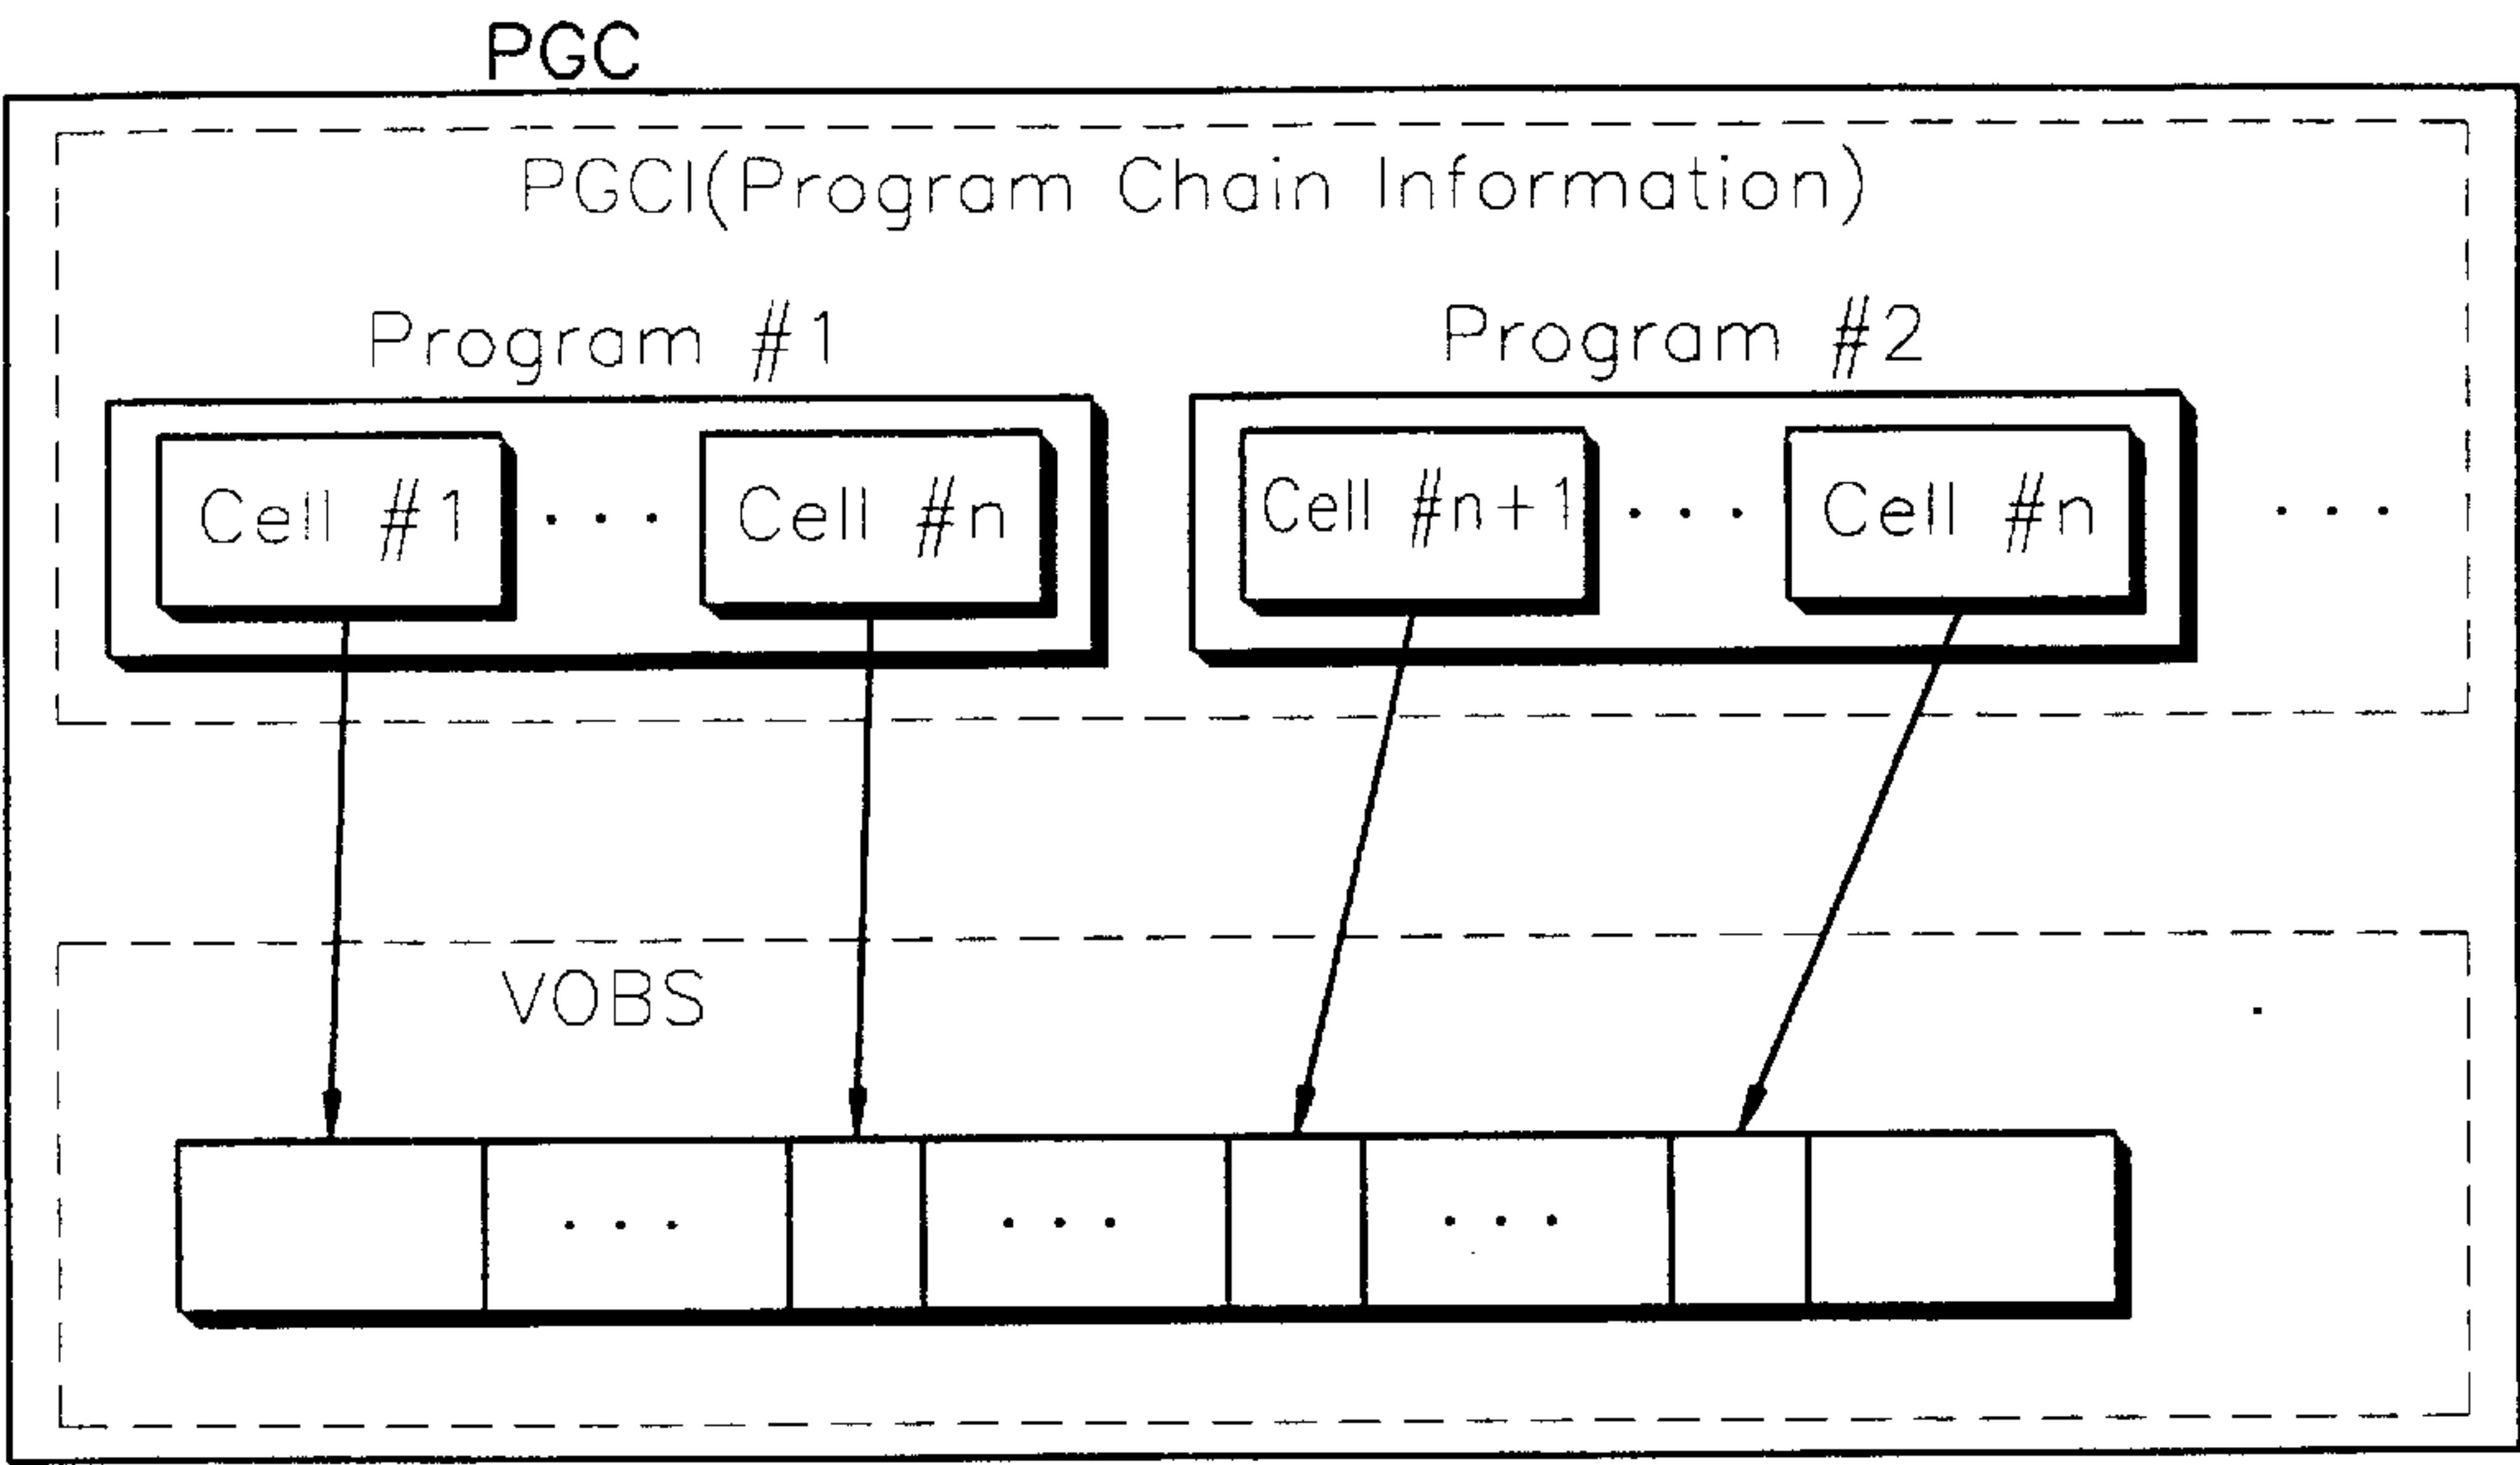 PGC
PGCI(Program Chain Information)
Program #1
Program #2
Cell #1 ... Cell #n
Cell #n+1 ... Cell #n ...
VOBS
... ... ...